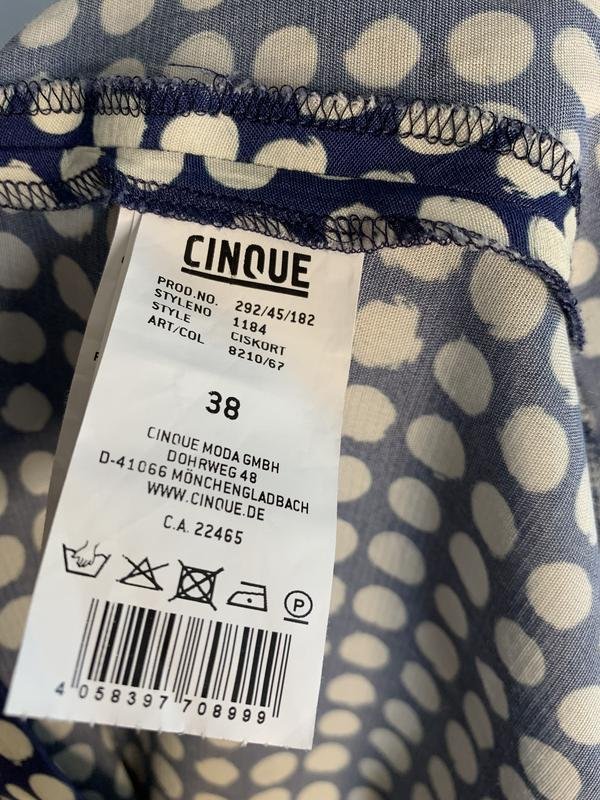 CINQUE
PROD.NO. 292/45/182
STYLENO 1184
STYLE CISKORT
ART/COL 8210/67
38
CINQUE MODA GMBH
DOHRWEG 48
D-41066 MÖNCHENGLADBACH
WWW.CINQUE.DE
C.A. 22465
P
4 058397 708999